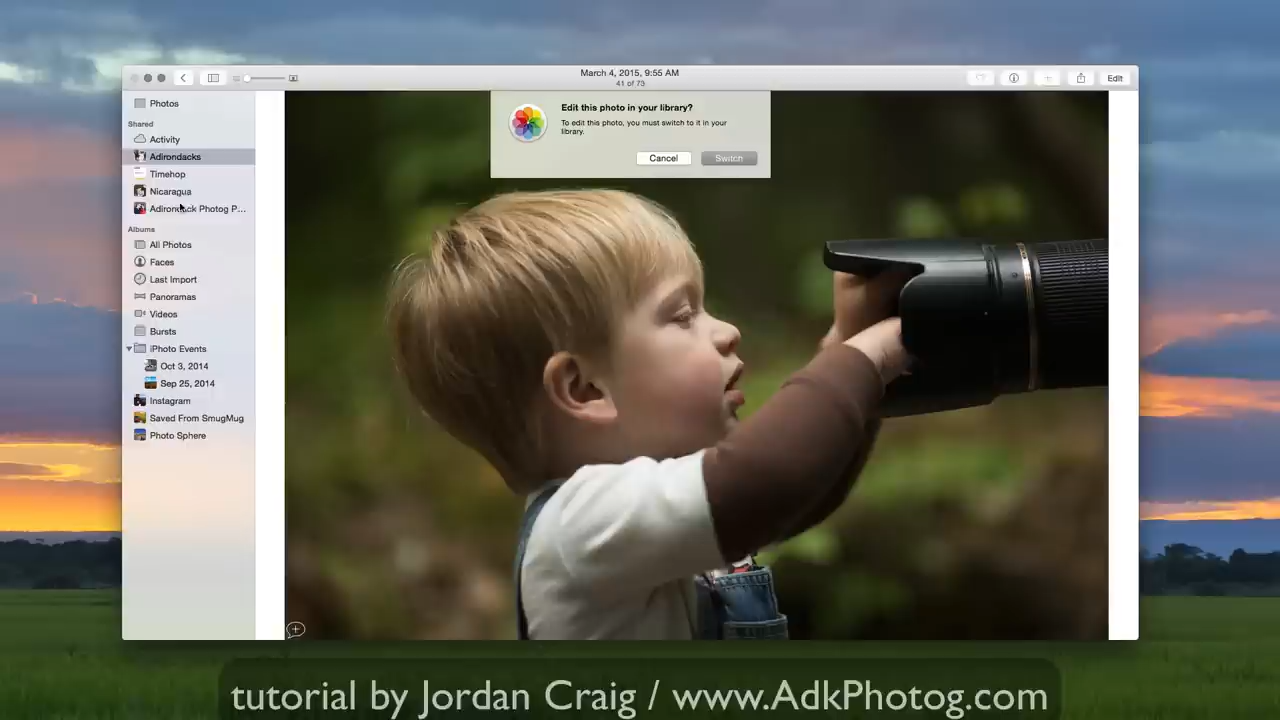 March 4, 2015, 9:55 AM
41 of 73
Edit
Photos
Shared
Activity
Adirondacks
Timehop
Nicaragua
Adirondack Photog P...
Albums
All Photos
Faces
Last Import
Panoramas
Videos
Bursts
iPhoto Events
Oct 3, 2014
Sep 25, 2014
Instagram
Saved From SmugMug
Photo Sphere
Edit this photo in your library?
To edit this photo, you must switch to it in your
library.
Cancel
Switch
tutorial by Jordan Craig / www.AdkPhotog.com